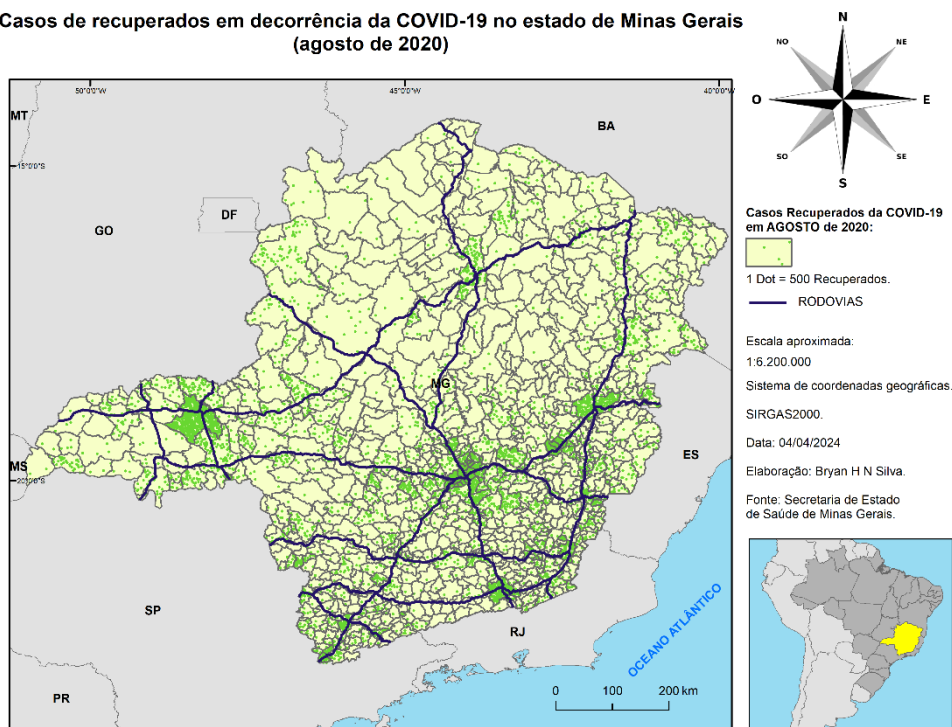 Casos de recuperados em decorrência da COVID-19 no estado de Minas Gerais
(agosto de 2020)
50°0'0"W
45°0'0"W
40°0'0"W
MT
BA
15°0'0"S
DF
GO
MG
MS
20°0'0"S
ES
SP
RJ
PR
OCEANO ATLÂNTICO
0 100 200 km
N
NO
NE
O
E
SO
SE
S
Casos Recuperados da COVID-19
em AGOSTO de 2020:
1 Dot = 500 Recuperados.
RODOVIAS
Escala aproximada:
1:6.200.000
Sistema de coordenadas geográficas.
SIRGAS2000.
Data: 04/04/2024
Elaboração: Bryan H N Silva.
Fonte: Secretaria de Estado
de Saúde de Minas Gerais.